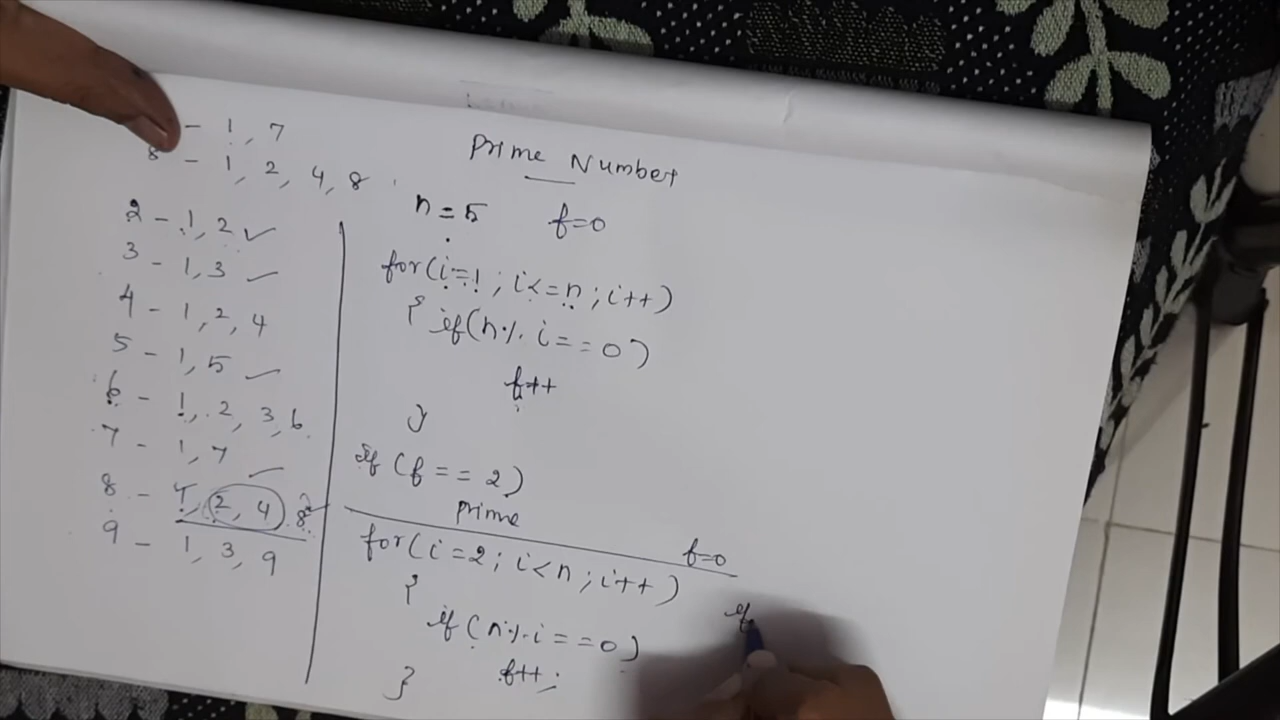 Prime Number
- 1, 7
8 - 1, 2, 4, 8
2 - 1, 2 ✓
3 - 1, 3 ✓
4 - 1, 2, 4
5 - 1, 5 ✓
6 - 1, 2, 3, 6
7 - 1, 7 ✓
8 - 1, 2, 4, 8
9 - 1, 3, 9
n = 5 f=0
for(i=1; i<=n; i++)
{ if(n% i==0)
f++
}
if (f == 2)
prime
f=0
for(i=2; i<n; i++)
{
if (n% i==0)
f++;
}
if